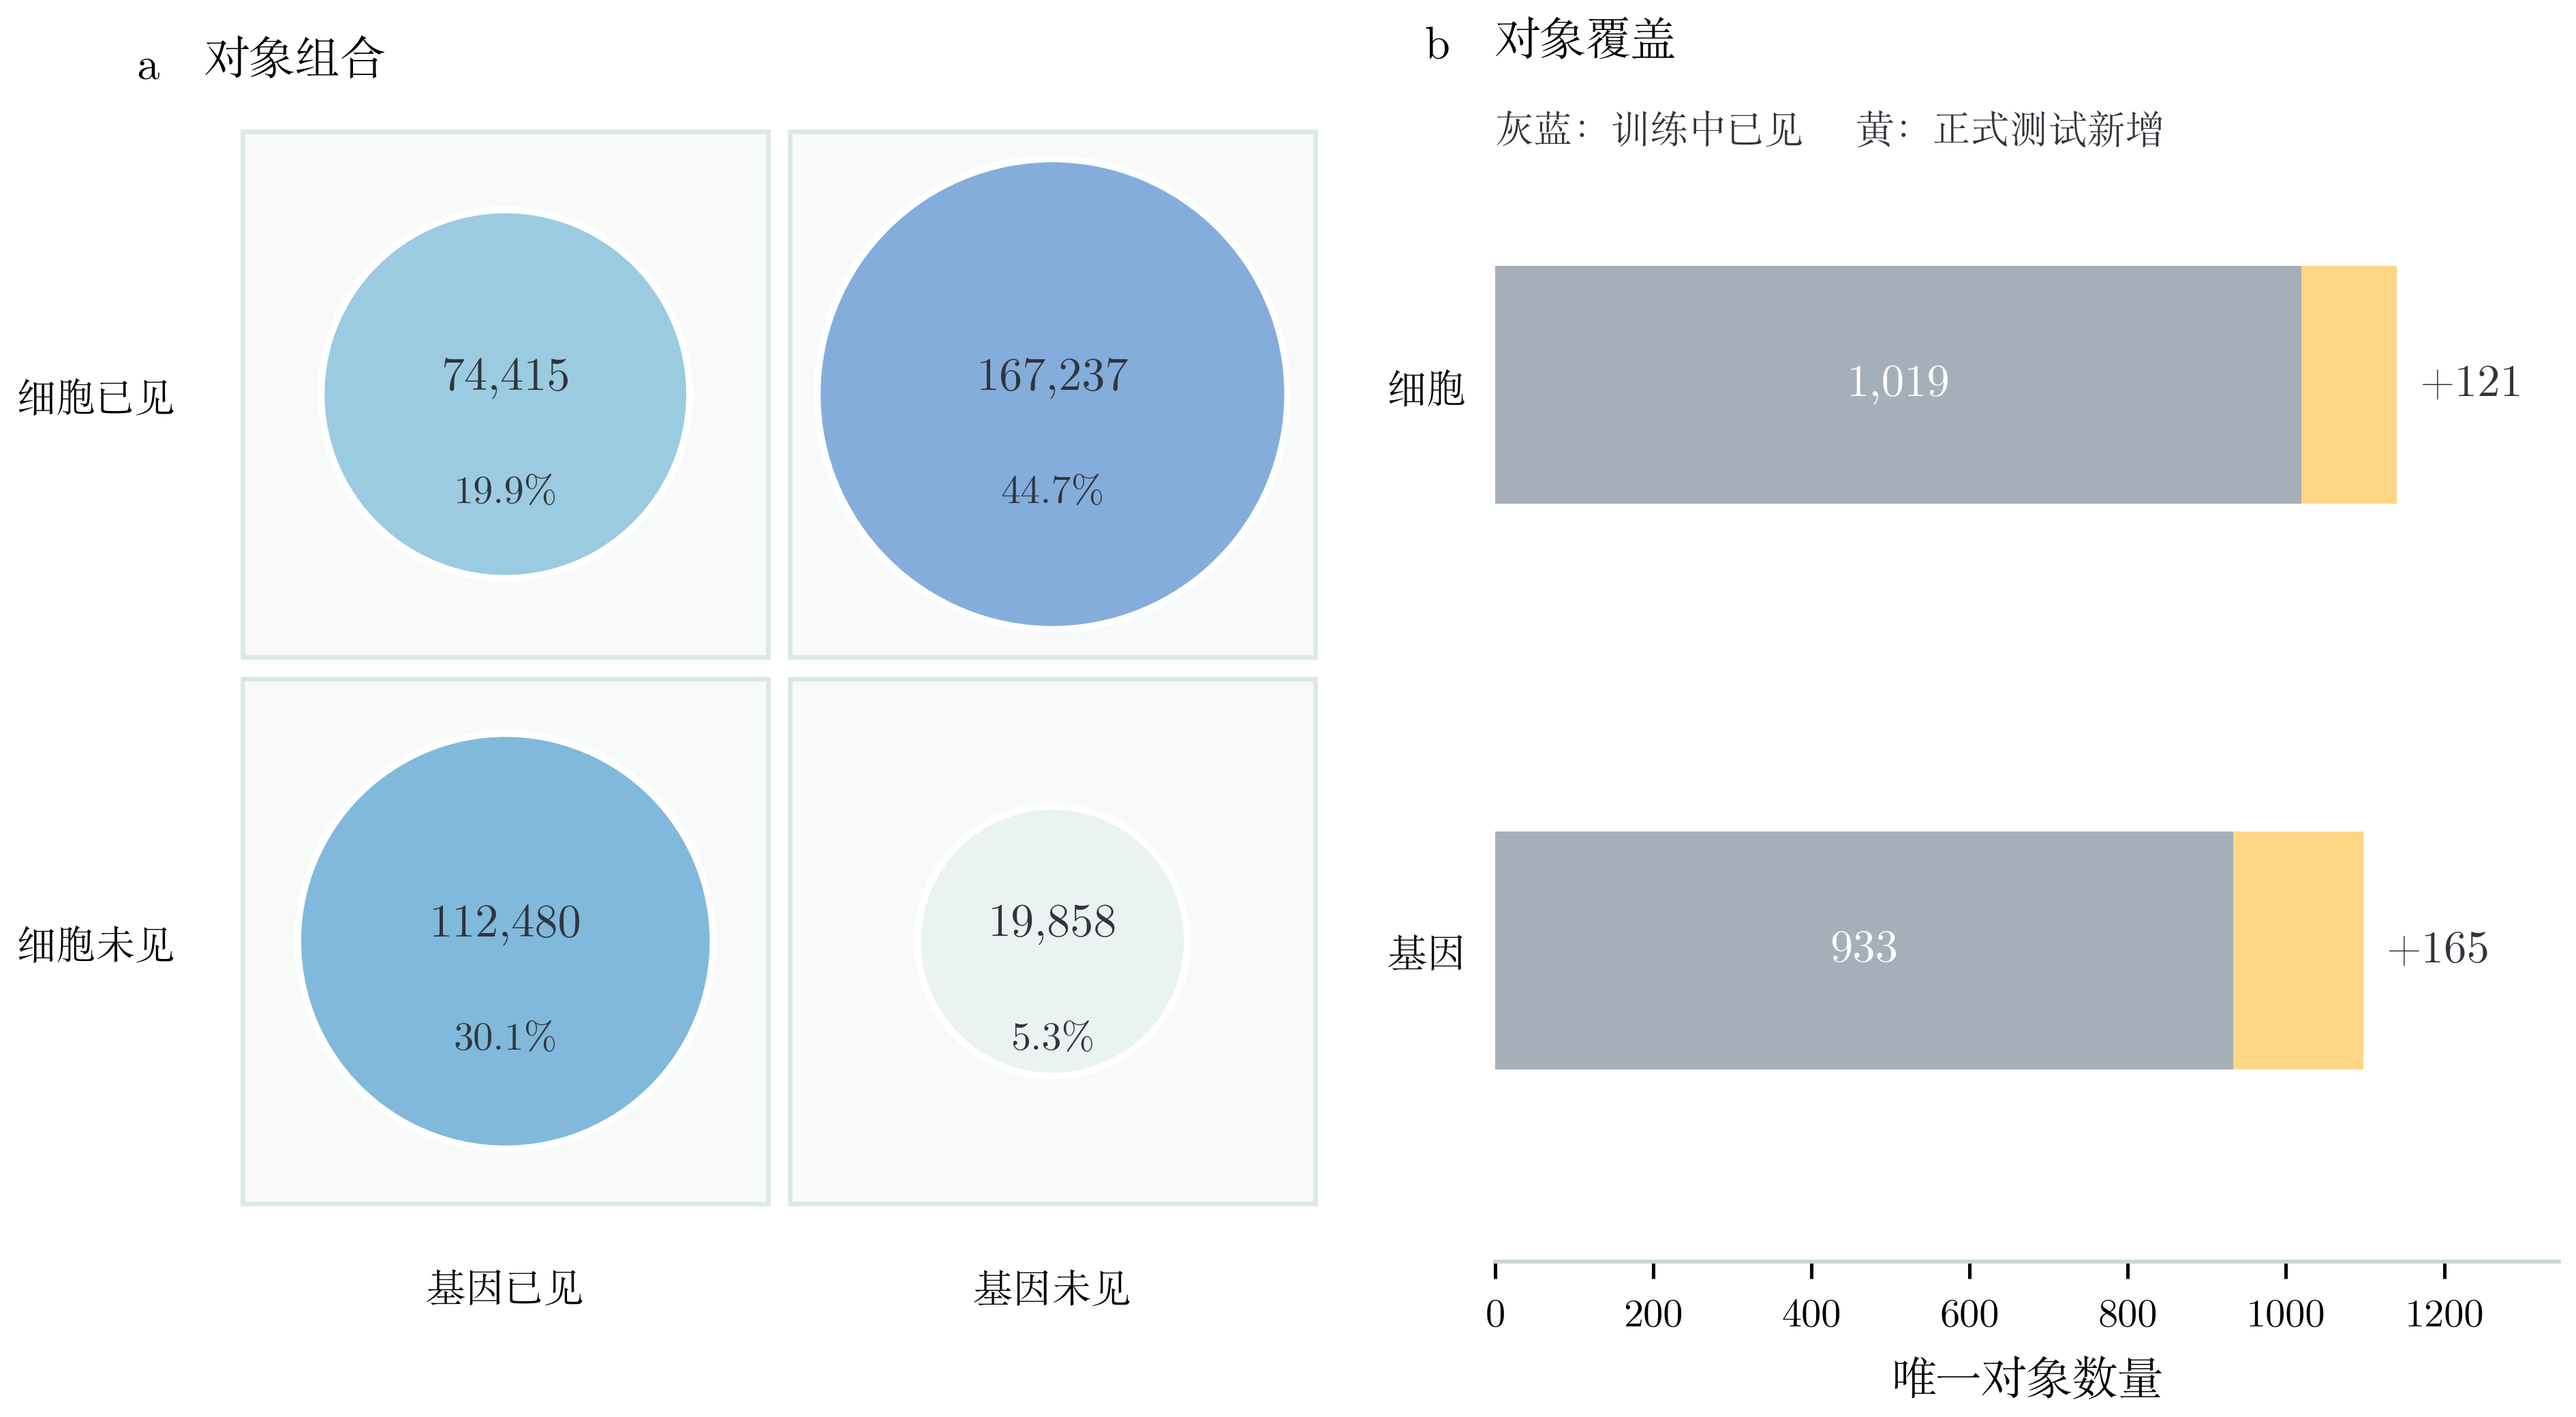 a 对象组合
细胞已见
74,415
19.9%
167,237
44.7%
细胞未见
112,480
30.1%
19,858
5.3%
基因已见 基因未见
b 对象覆盖
灰蓝：训练中已见 黄：正式测试新增
细胞 1,019 +121
基因 933 +165
0 200 400 600 800 1000 1200
唯一对象数量